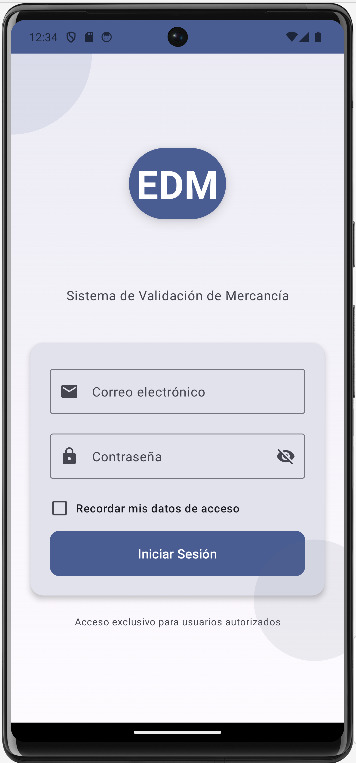 12:34
EDM
Sistema de Validación de Mercancía
Correo electrónico
Contraseña
Recordar mis datos de acceso
Iniciar Sesión
Acceso exclusivo para usuarios autorizados